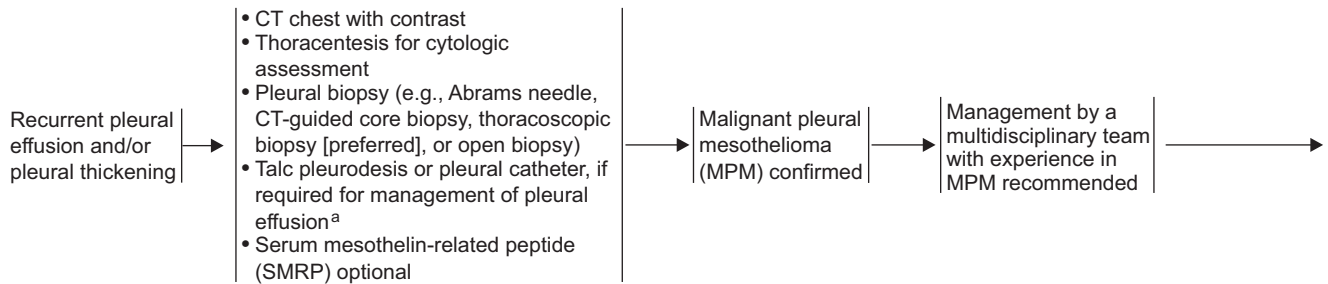 Recurrent pleural
effusion and/or
pleural thickening
• CT chest with contrast
• Thoracentesis for cytologic
assessment
• Pleural biopsy (e.g., Abrams needle,
CT-guided core biopsy, thoracoscopic
biopsy [preferred], or open biopsy)
• Talc pleurodesis or pleural catheter, if
required for management of pleural
effusionᵃ
• Serum mesothelin-related peptide
(SMRP) optional
Malignant pleural
mesothelioma
(MPM) confirmed
Management by a
multidisciplinary team
with experience in
MPM recommended